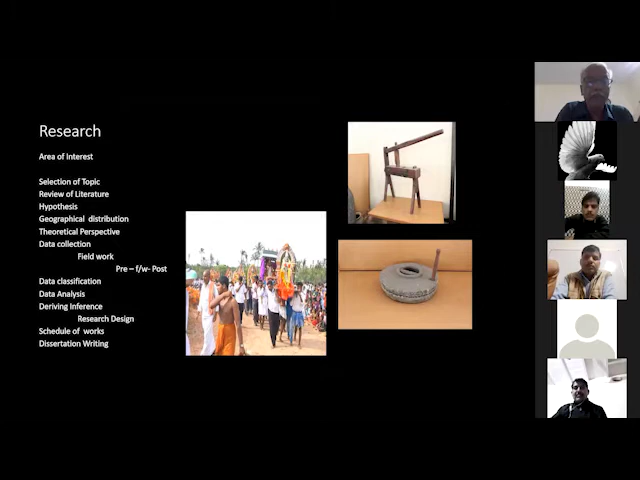 Research
Area of Interest
Selection of Topic
Review of Literature
Hypothesis
Geographical distribution
Theoretical Perspective
Data collection
Field work
Pre – f/w- Post
Data classification
Data Analysis
Deriving Inference
Research Design
Schedule of works
Dissertation Writing